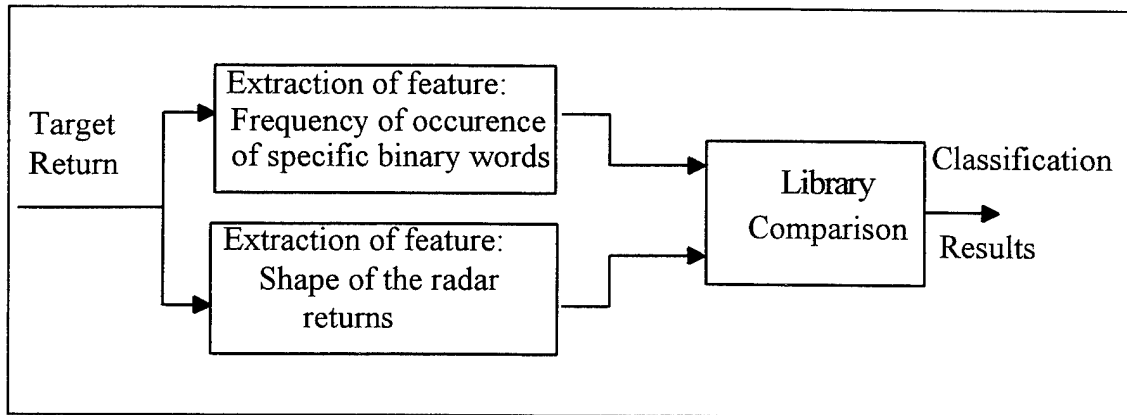 Target
Return
Extraction of feature:
Frequency of occurence
of specific binary words
Extraction of feature:
Shape of the radar
returns
Library
Comparison
Classification
Results